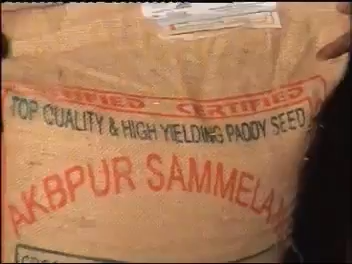 CERTIFIED CERTIFIED
TOP QUALITY & HIGH YIELDING PADDY SEED
AKBPUR SAMMELAN